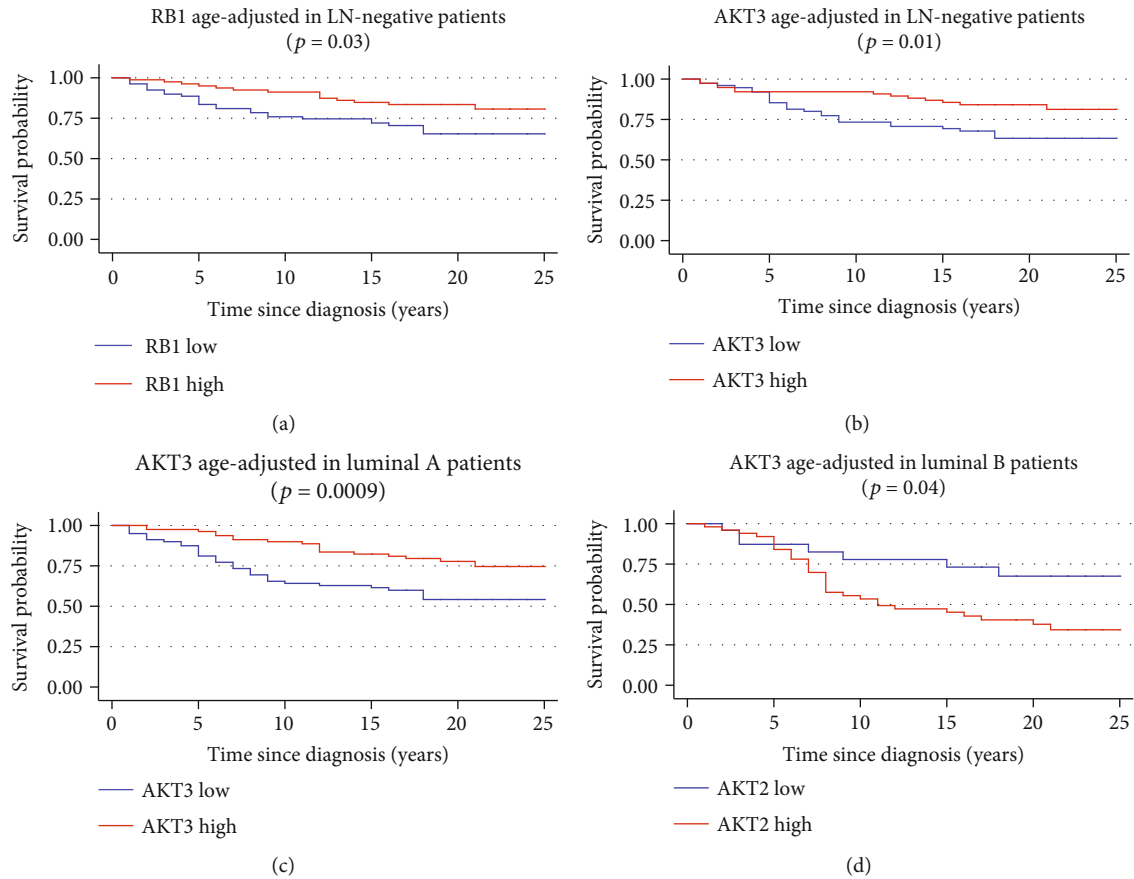 RB1 age-adjusted in LN-negative patients
(p = 0.03)
1.00
0.75
0.50
0.25
0.00
Survival probability
0 5 10 15 20 25
Time since diagnosis (years)
RB1 low
RB1 high
(a)
AKT3 age-adjusted in LN-negative patients
(p = 0.01)
1.00
0.75
0.50
0.25
0.00
Survival probability
0 5 10 15 20 25
Time since diagnosis (years)
AKT3 low
AKT3 high
(b)
AKT3 age-adjusted in luminal A patients
(p = 0.0009)
1.00
0.75
0.50
0.25
0.00
Survival probability
0 5 10 15 20 25
Time since diagnosis (years)
AKT3 low
AKT3 high
(c)
AKT3 age-adjusted in luminal B patients
(p = 0.04)
1.00
0.75
0.50
0.25
0.00
Survival probability
0 5 10 15 20 25
Time since diagnosis (years)
AKT2 low
AKT2 high
(d)